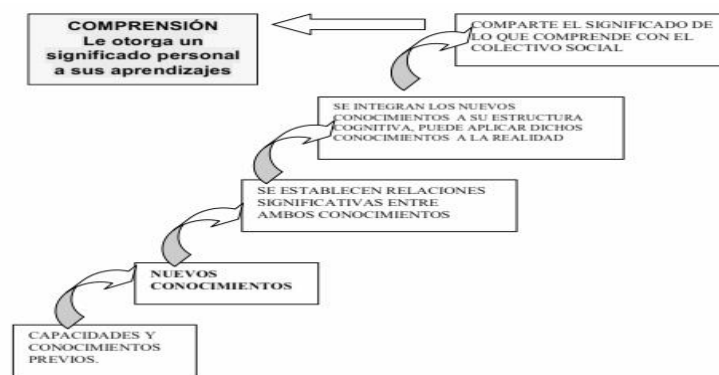 COMPRENSIÓN
Le otorga un
significado personal
a sus aprendizajes
COMPARTE EL SIGNIFICADO DE
LO QUE COMPRENDE CON EL
COLECTIVO SOCIAL
SE INTEGRAN LOS NUEVOS
CONOCIMIENTOS A SU ESTRUCTURA
COGNITIVA, PUEDE APLICAR DICHOS
CONOCIMIENTOS A LA REALIDAD
SE ESTABLECEN RELACIONES
SIGNIFICATIVAS ENTRE
AMBOS CONOCIMIENTOS
NUEVOS
CONOCIMIENTOS
CAPACIDADES Y
CONOCIMIENTOS
PREVIOS.